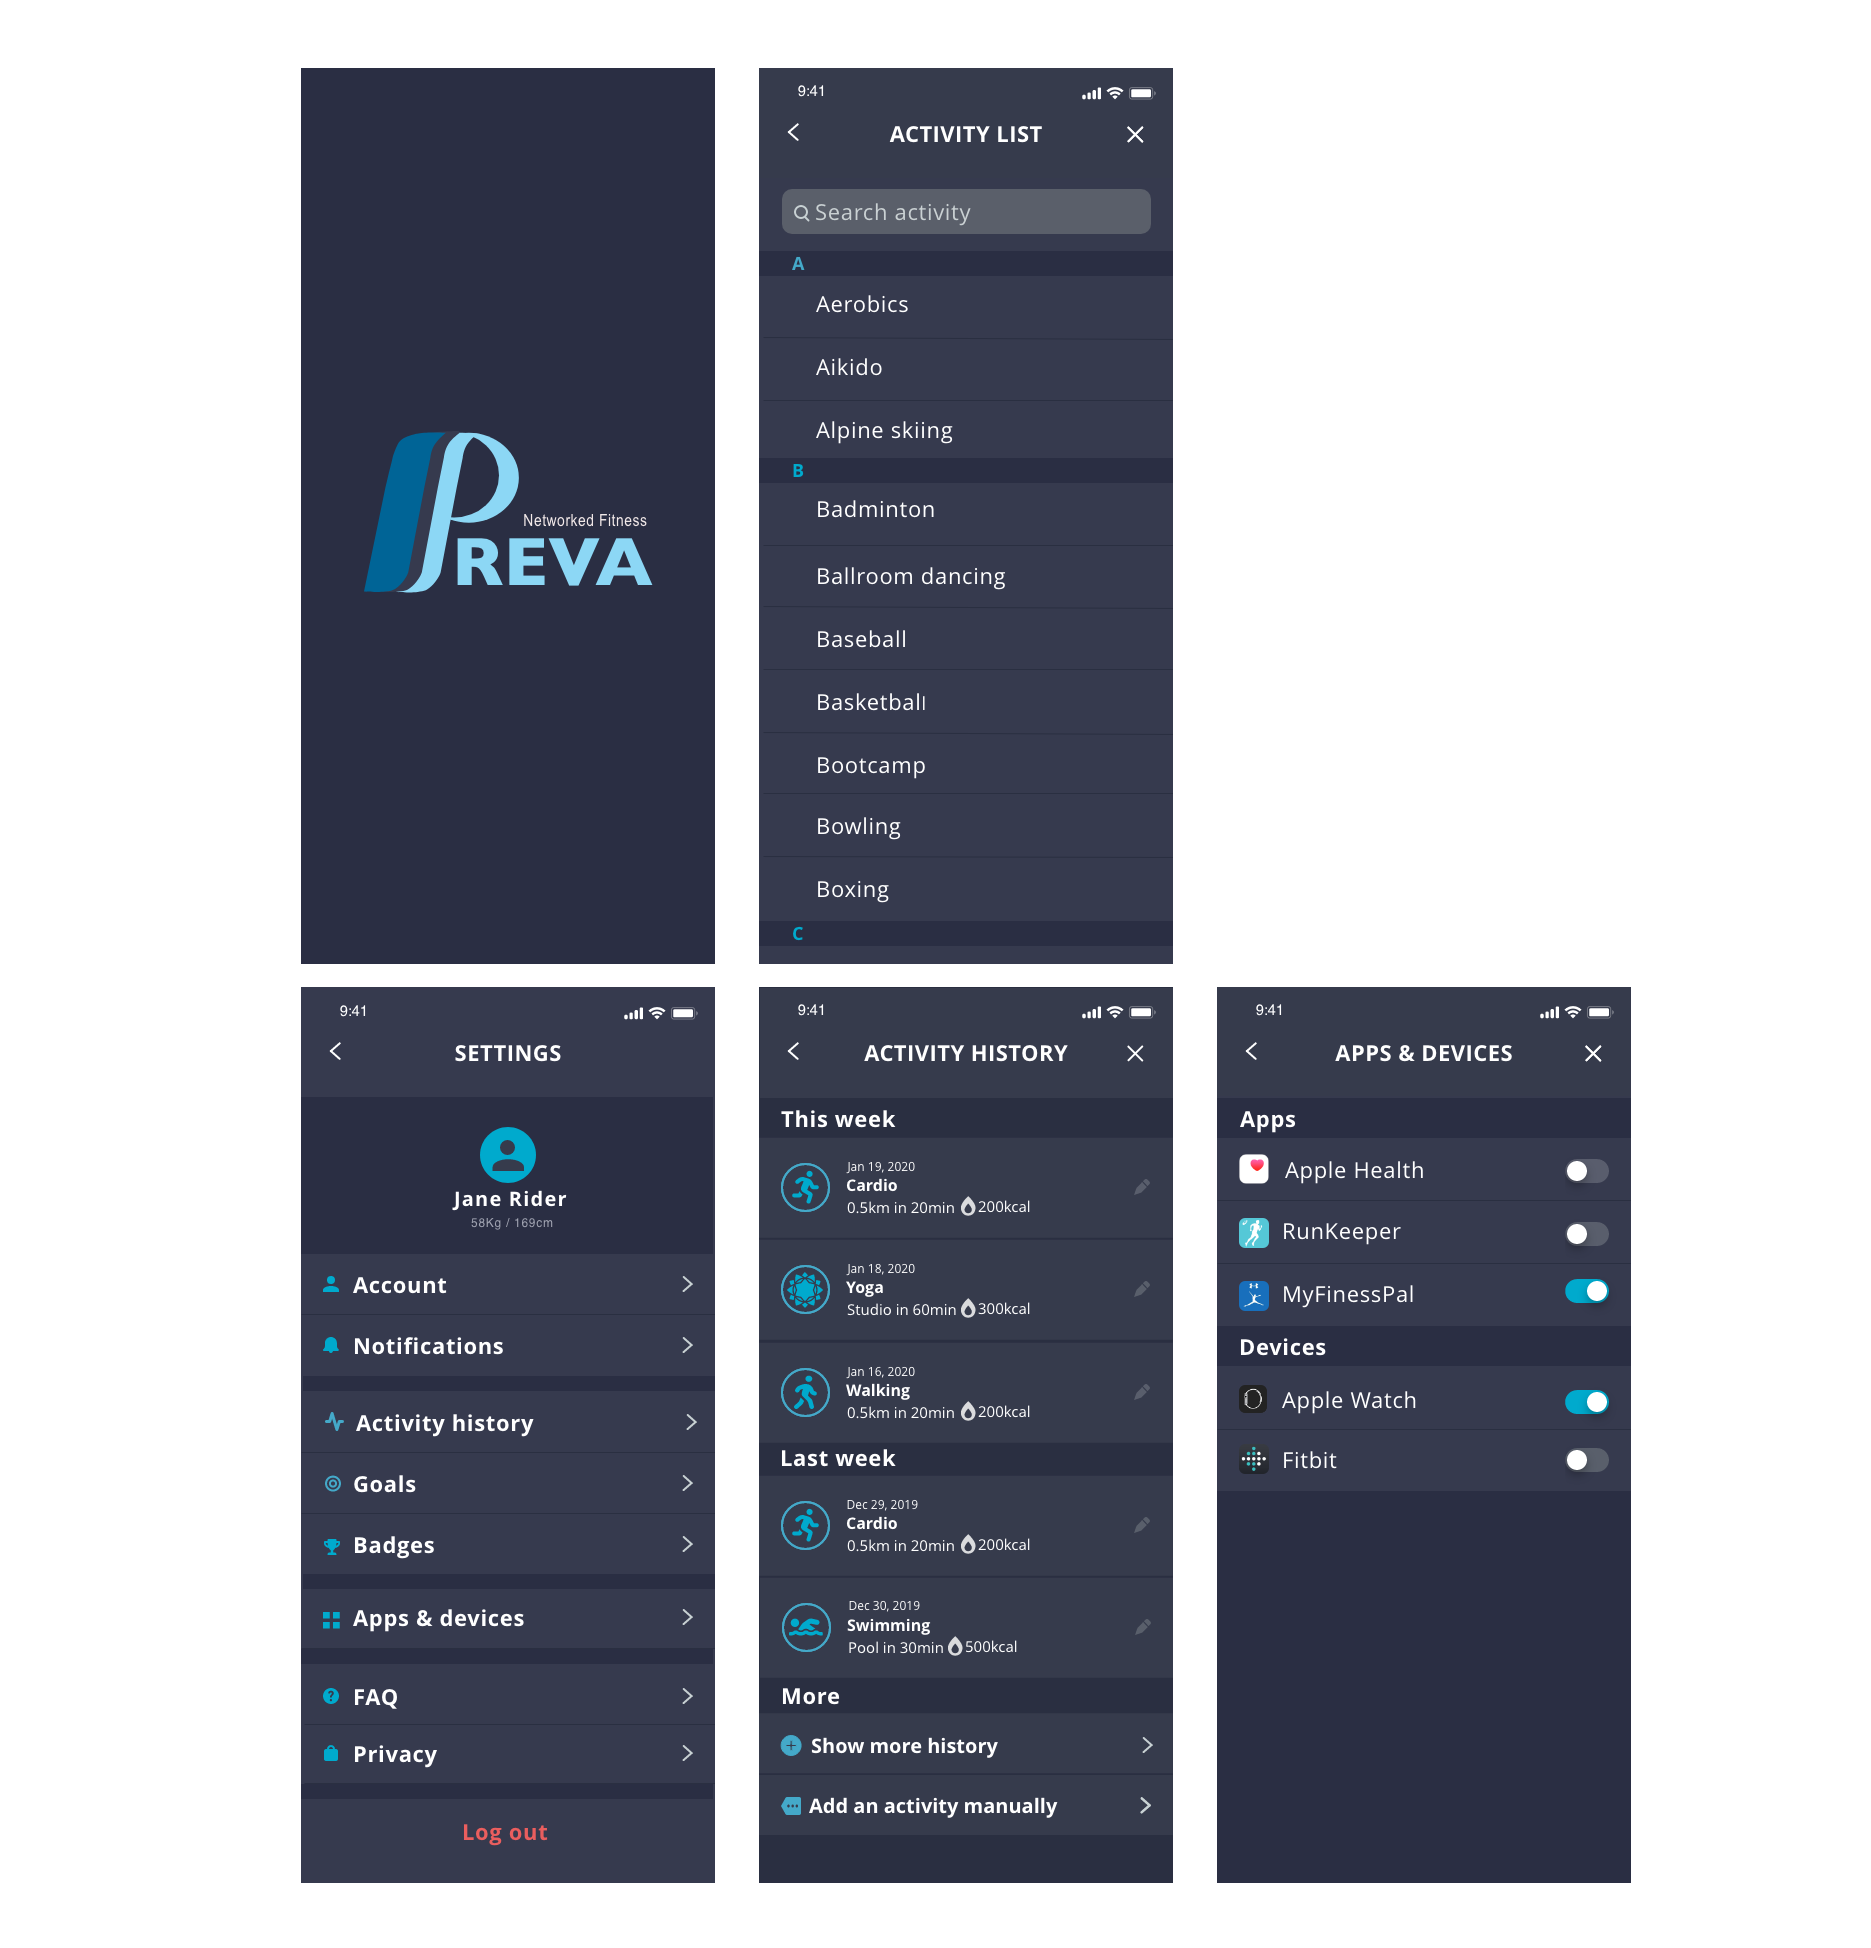 Networked Fitness
PREVA
9:41
ACTIVITY LIST
Search activity
A
Aerobics
Aikido
Alpine skiing
B
Badminton
Ballroom dancing
Baseball
Basketball
Bootcamp
Bowling
Boxing
C
9:41
SETTINGS
Jane Rider
58Kg / 169cm
Account
Notifications
Activity history
Goals
Badges
Apps & devices
FAQ
Privacy
Log out
9:41
ACTIVITY HISTORY
This week
Jan 19, 2020
Cardio
0.5km in 20min 200kcal
Jan 18, 2020
Yoga
Studio in 60min 300kcal
Jan 16, 2020
Walking
0.5km in 20min 200kcal
Last week
Dec 29, 2019
Cardio
0.5km in 20min 200kcal
Dec 30, 2019
Swimming
Pool in 30min 500kcal
More
Show more history
Add an activity manually
9:41
APPS & DEVICES
Apps
Apple Health
RunKeeper
MyFinessPal
Devices
Apple Watch
Fitbit